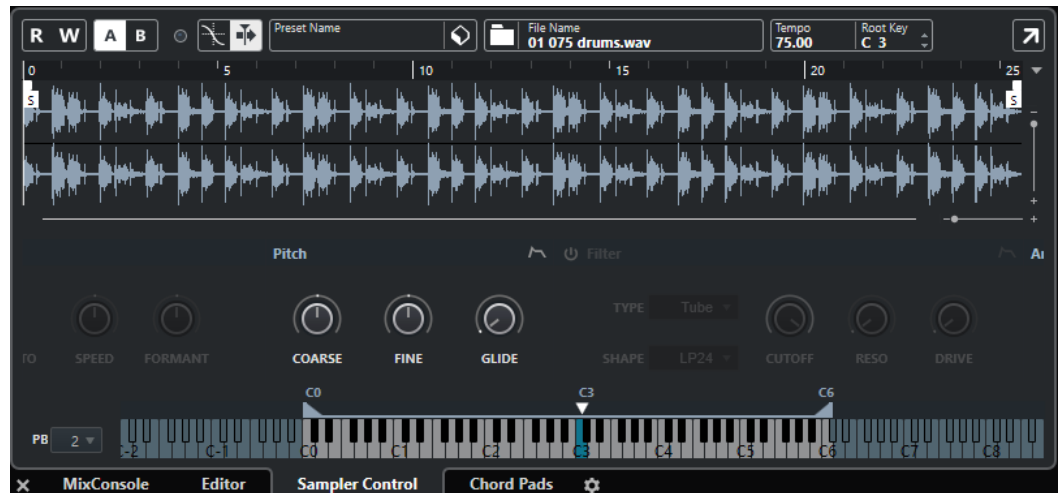 R W A B Preset Name File Name Tempo Root Key
01 075 drums.wav 75.00 C 3
0 5 10 15 20 25
S S
Pitch Filter
TYPE Tube
SPEED FORMANT COARSE FINE GLIDE SHAPE LP24 CUTOFF RESO DRIVE
C0 C3 C6
PB 2 C-2 C-1 C0 C1 C2 C3 C4 C5 C6 C7 C8
MixConsole Editor Sampler Control Chord Pads